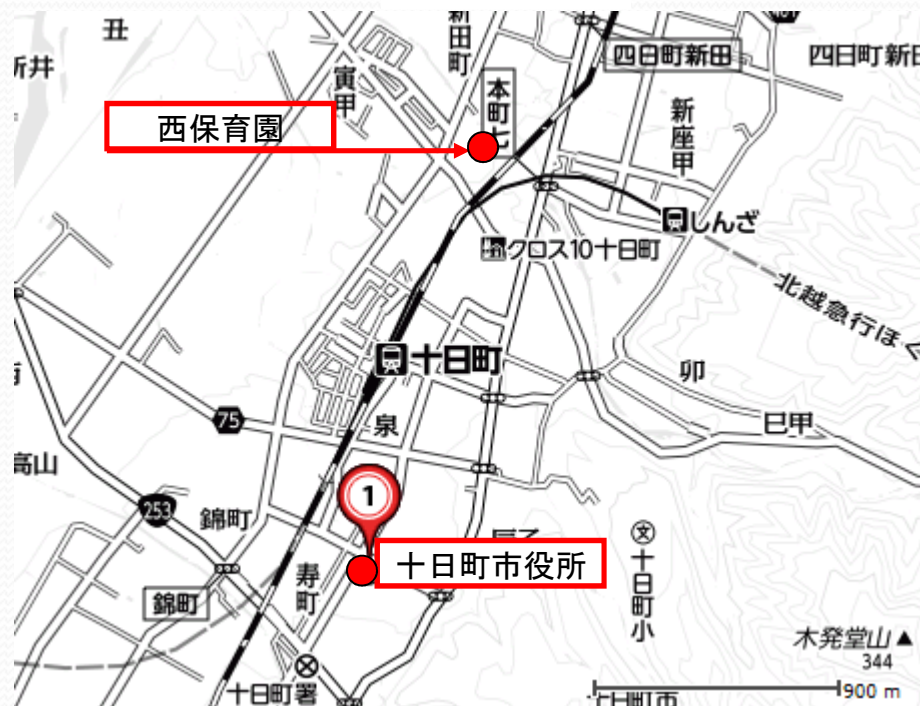 丑
新田町
四日町新田
四日町新田
新井
寅甲
本町七
新座甲
西保育園
しんざ
クロス10十日町
北越急行ほく
十日町
卯
巳甲
泉
75
高山
1
253
錦町
十日町市役所
寿町
錦町
十日町小
木発堂山
344
十日町署
900 m
十日町市